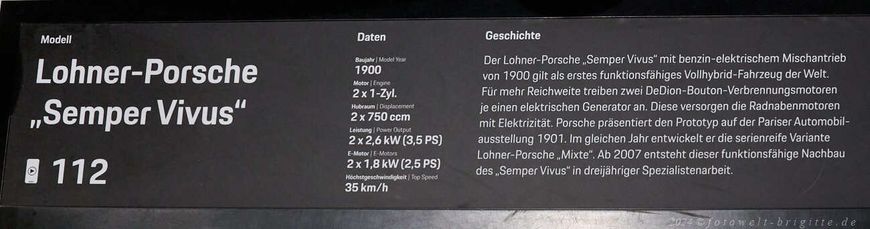 Modell
Lohner-Porsche
„Semper Vivus“
112
Daten
Baujahr | Model Year
1900
Motor | Engine
2 x 1-Zyl.
Hubraum | Displacement
2 x 750 ccm
Leistung | Power Output
2 x 2,6 kW (3,5 PS)
E-Motor | E-Motors
2 x 1,8 kW (2,5 PS)
Höchstgeschwindigkeit | Top Speed
35 km/h
Geschichte
Der Lohner-Porsche „Semper Vivus“ mit benzin-elektrischem Mischantrieb
von 1900 gilt als erstes funktionsfähiges Vollhybrid-Fahrzeug der Welt.
Für mehr Reichweite treiben zwei DeDion-Bouton-Verbrennungsmotoren
je einen elektrischen Generator an. Diese versorgen die Radnabenmotoren
mit Elektrizität. Porsche präsentiert den Prototyp auf der Pariser Automobil-
ausstellung 1901. Im gleichen Jahr entwickelt er die serienreife Variante
Lohner-Porsche „Mixte“. Ab 2007 entsteht dieser funktionsfähige Nachbau
des „Semper Vivus“ in dreijähriger Spezialistenarbeit.
2024 © fotowelt-brigitte.de